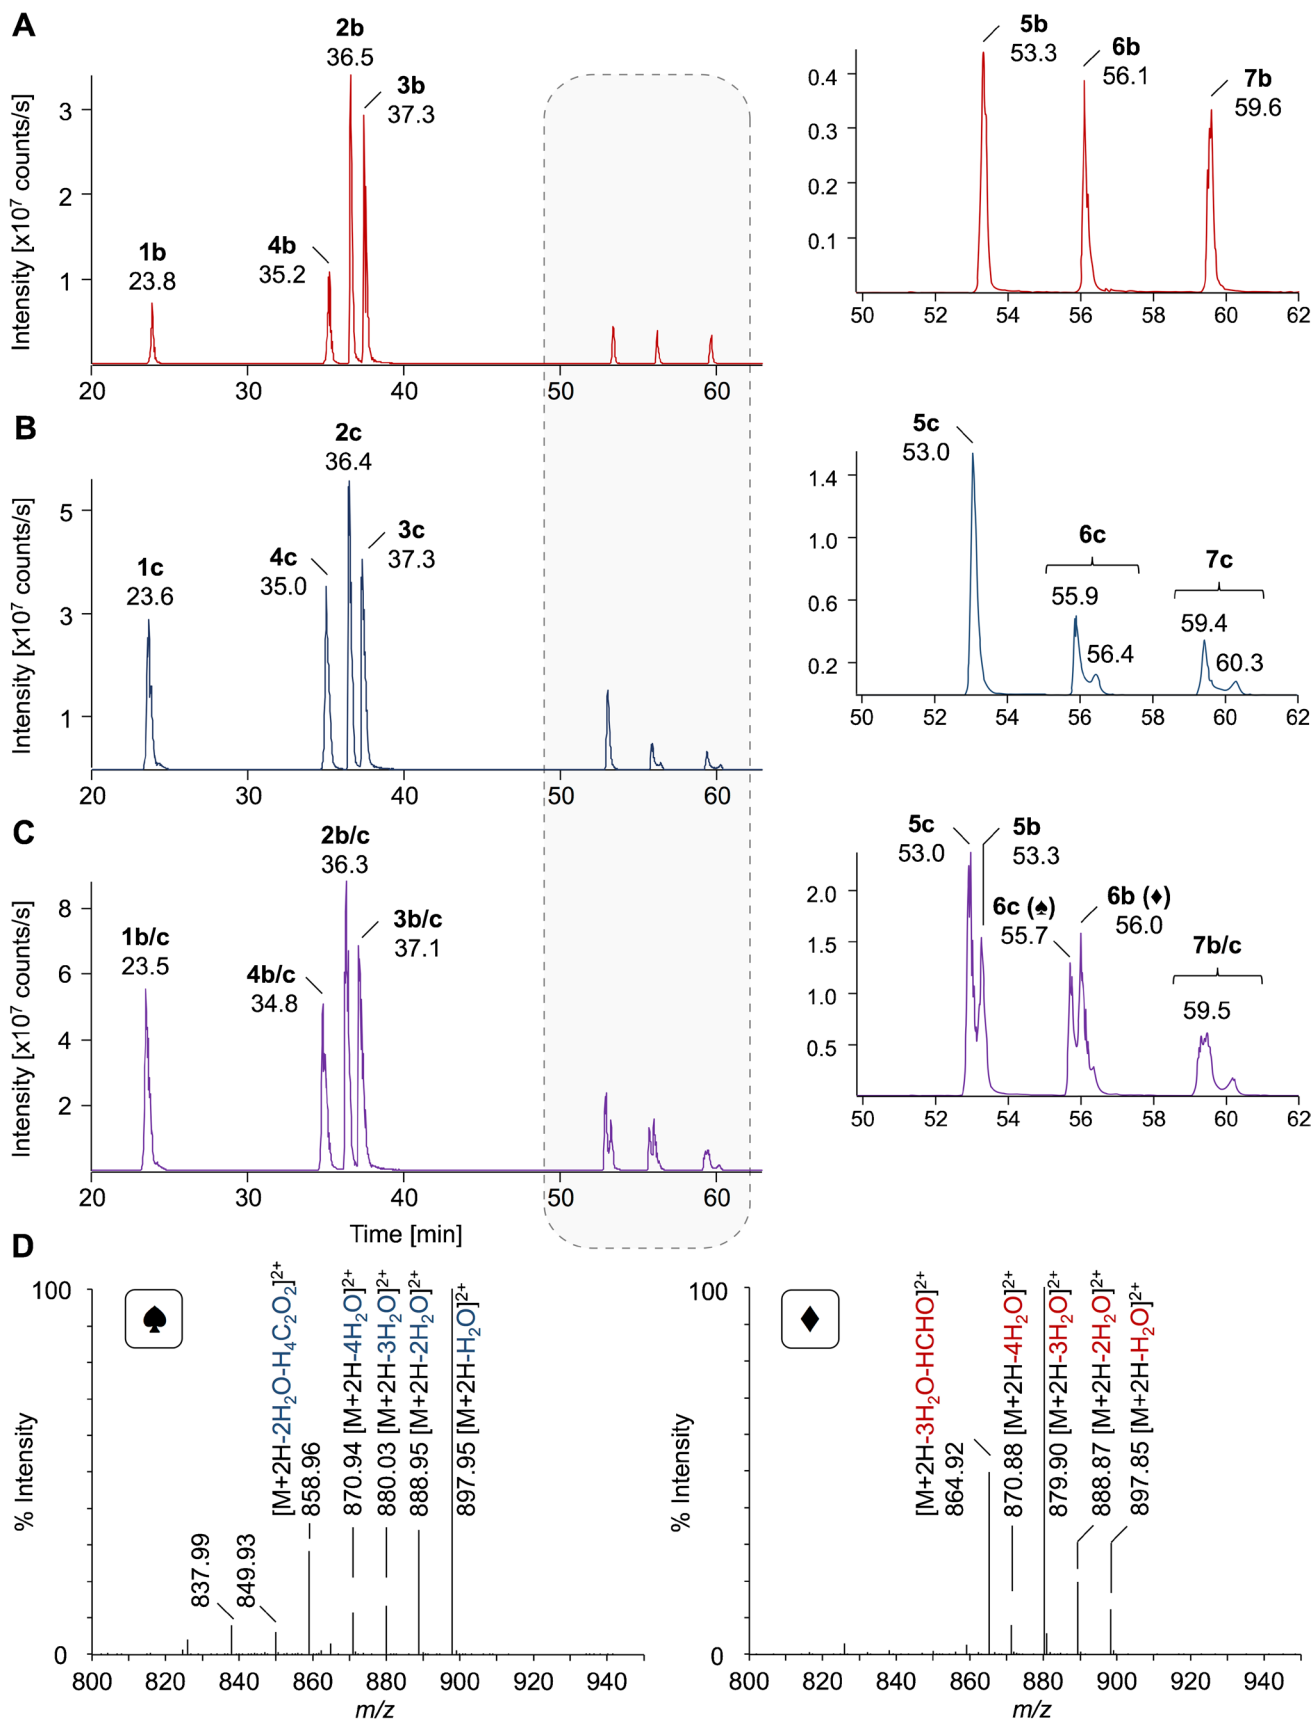 A
2b
36.5
3b
37.3
1b
23.8
4b
35.2
Intensity [x10⁷ counts/s]
3
2
1
20 30 40 50 60
5b
53.3
6b
56.1
7b
59.6
0.4
0.3
0.2
0.1
50 52 54 56 58 60 62
B
2c
36.4
3c
37.3
4c
35.0
1c
23.6
Intensity [x10⁷ counts/s]
5
3
1
20 30 40 50 60
5c
53.0
6c
55.9
56.4
7c
59.4
60.3
1.4
1.0
0.6
0.2
50 52 54 56 58 60 62
C
2b/c
36.3
3b/c
37.1
1b/c
23.5
4b/c
34.8
Intensity [x10⁷ counts/s]
8
6
4
2
20 30 40 50 60
Time [min]
5c
53.0
5b
53.3
6c (♠)
55.7
6b (♦)
56.0
7b/c
59.5
2.0
1.5
1.0
0.5
50 52 54 56 58 60 62
D
100
♠
% Intensity
0
837.99
849.93
[M+2H-2H₂O-H₄C₂O₂]²⁺
858.96
870.94 [M+2H-4H₂O]²⁺
880.03 [M+2H-3H₂O]²⁺
888.95 [M+2H-2H₂O]²⁺
897.95 [M+2H-H₂O]²⁺
800 820 840 860 880 900 920 940
m/z
100
♦
% Intensity
0
[M+2H-3H₂O-HCHO]²⁺
864.92
870.88 [M+2H-4H₂O]²⁺
879.90 [M+2H-3H₂O]²⁺
888.87 [M+2H-2H₂O]²⁺
897.85 [M+2H-H₂O]²⁺
800 820 840 860 880 900 920 940
m/z